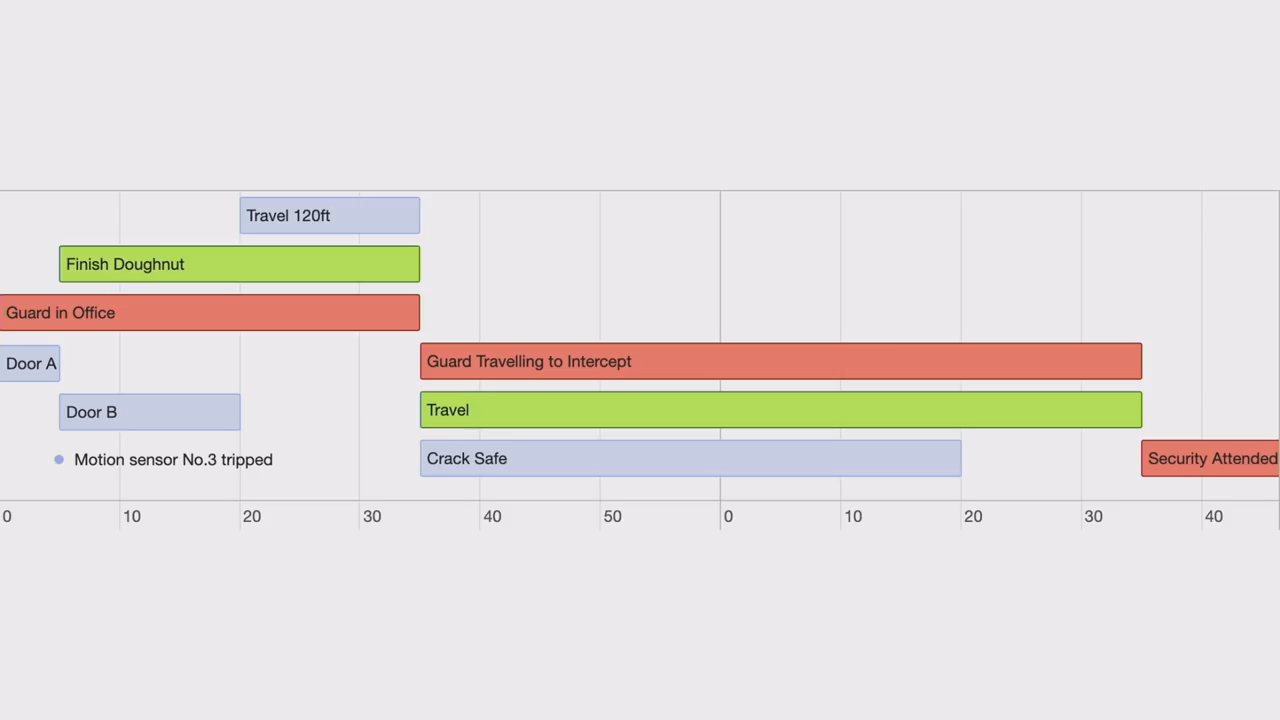 Travel 120ft
Finish Doughnut
Guard in Office
Door A
Guard Travelling to Intercept
Door B
Travel
Motion sensor No.3 tripped
Crack Safe
Security Attended
0 10 20 30 40 50 0 10 20 30 40